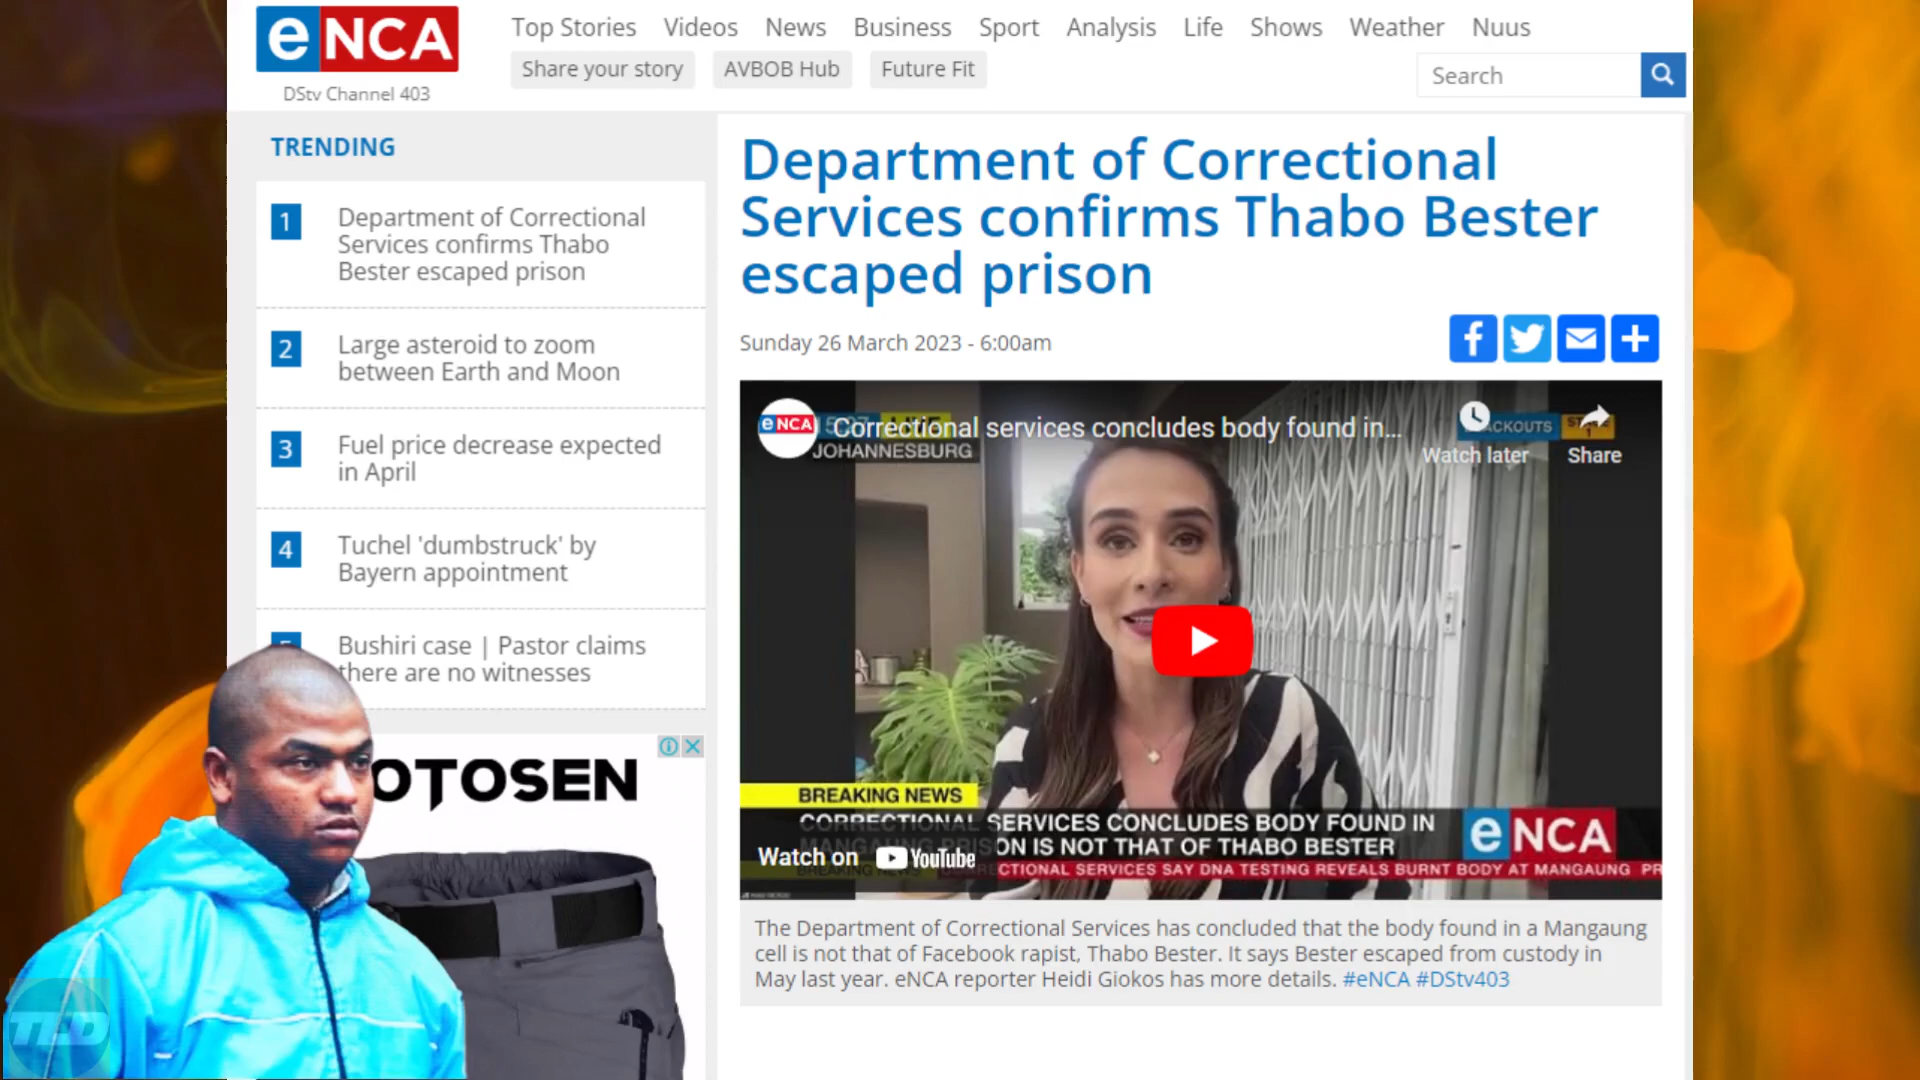 eNCA
DStv Channel 403
Top Stories Videos News Business Sport Analysis Life Shows Weather Nuus
Share your story AVBOB Hub Future Fit
Search
TRENDING
1 Department of Correctional
Services confirms Thabo
Bester escaped prison
2 Large asteroid to zoom
between Earth and Moon
3 Fuel price decrease expected
in April
4 Tuchel 'dumbstruck' by
Bayern appointment
Bushiri case | Pastor claims
there are no witnesses
OTOSEN
TED
Department of Correctional
Services confirms Thabo Bester
escaped prison
Sunday 26 March 2023 - 6:00am
eNCA Correctional services concludes body found in...
JOHANNESBURG
Watch later Share
BREAKING NEWS
CORRECTIONAL SERVICES CONCLUDES BODY FOUND IN
IS NOT THAT OF THABO BESTER
eNCA
Watch on YouTube
CTIONAL SERVICES SAY DNA TESTING REVEALS BURNT BODY AT MANGAUNG PR
The Department of Correctional Services has concluded that the body found in a Mangaung
cell is not that of Facebook rapist, Thabo Bester. It says Bester escaped from custody in
May last year. eNCA reporter Heidi Giokos has more details. #eNCA #DStv403